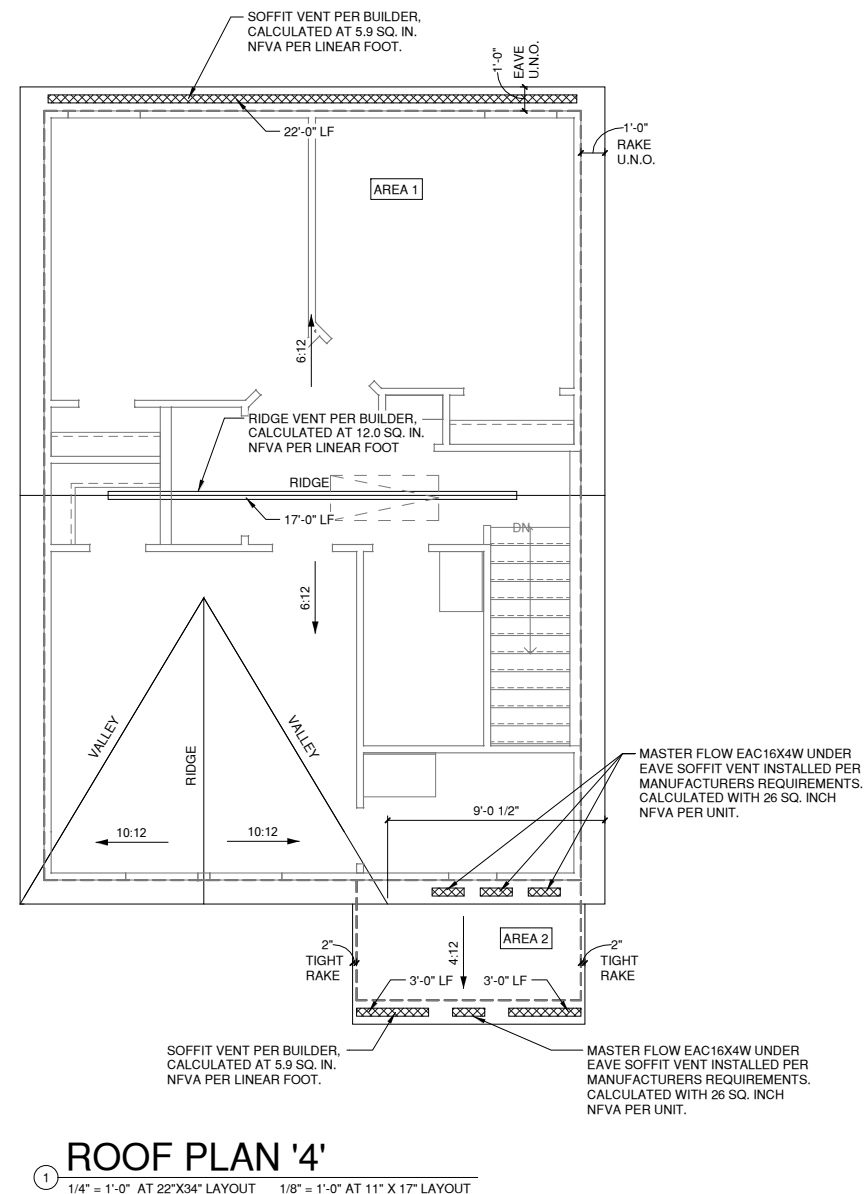 SOFFIT VENT PER BUILDER,
CALCULATED AT 5.9 SQ. IN.
NFVA PER LINEAR FOOT.
1'-0"
EAVE
U.N.O.
22'-0" LF
1'-0"
RAKE
U.N.O.
AREA 1
6:12
RIDGE VENT PER BUILDER,
CALCULATED AT 12.0 SQ. IN.
NFVA PER LINEAR FOOT
RIDGE
17'-0" LF
DN
6:12
VALLEY
VALLEY
RIDGE
MASTER FLOW EAC16X4W UNDER
EAVE SOFFIT VENT INSTALLED PER
MANUFACTURERS REQUIREMENTS.
CALCULATED WITH 26 SQ. INCH
NFVA PER UNIT.
9'-0 1/2"
10:12
10:12
AREA 2
2"
TIGHT
RAKE
4:12
2"
TIGHT
RAKE
3'-0" LF
3'-0" LF
SOFFIT VENT PER BUILDER,
CALCULATED AT 5.9 SQ. IN.
NFVA PER LINEAR FOOT.
MASTER FLOW EAC16X4W UNDER
EAVE SOFFIT VENT INSTALLED PER
MANUFACTURERS REQUIREMENTS.
CALCULATED WITH 26 SQ. INCH
NFVA PER UNIT.
1
ROOF PLAN '4'
1/4" = 1'-0" AT 22"X34" LAYOUT 1/8" = 1'-0" AT 11" X 17" LAYOUT